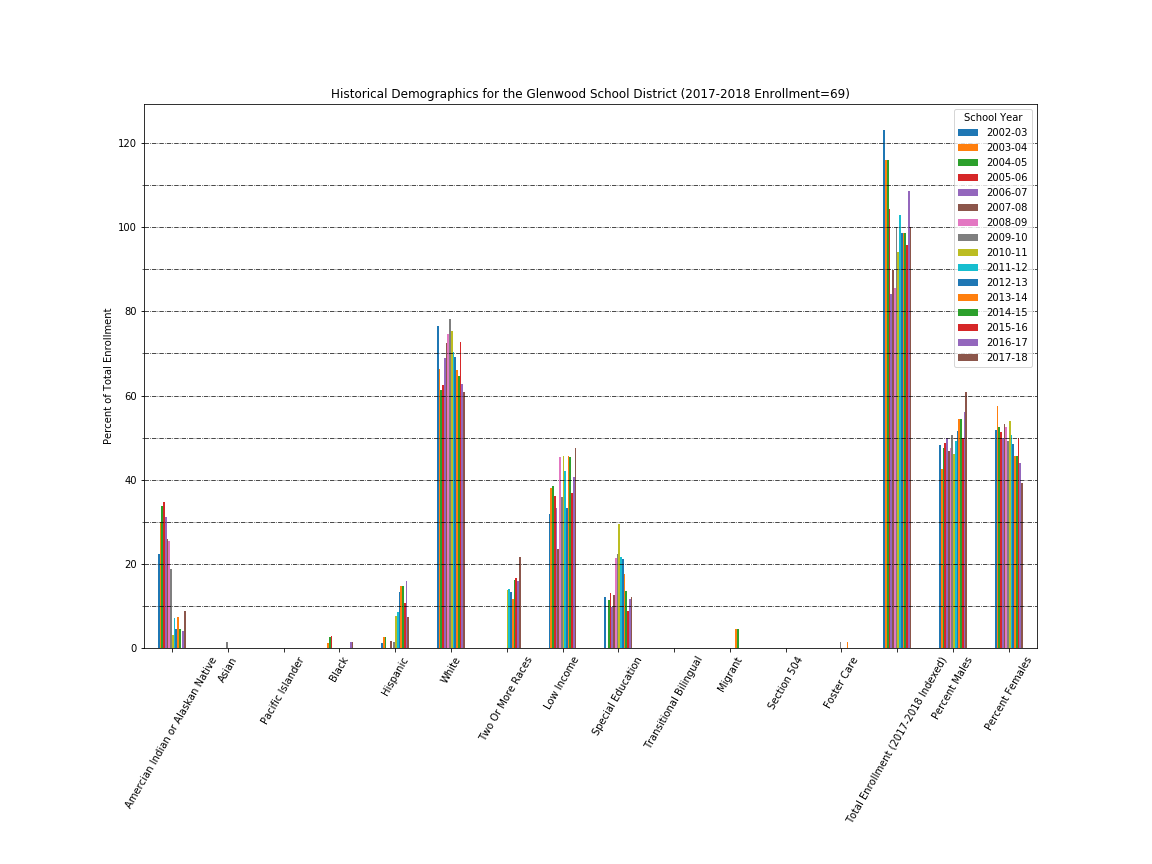 Historical Demographics for the Glenwood School District (2017-2018 Enrollment=69)
School Year
2002-03
2003-04
2004-05
2005-06
2006-07
2007-08
2008-09
2009-10
2010-11
2011-12
2012-13
2013-14
2014-15
2015-16
2016-17
2017-18
Percent of Total Enrollment
120
100
80
60
40
20
0
Amercian Indian or Alaskan Native
Asian
Pacific Islander
Black
Hispanic
White
Two Or More Races
Low Income
Special Education
Transitional Bilingual
Migrant
Section 504
Foster Care
Total Enrollment (2017-2018 Indexed)
Percent Males
Percent Females